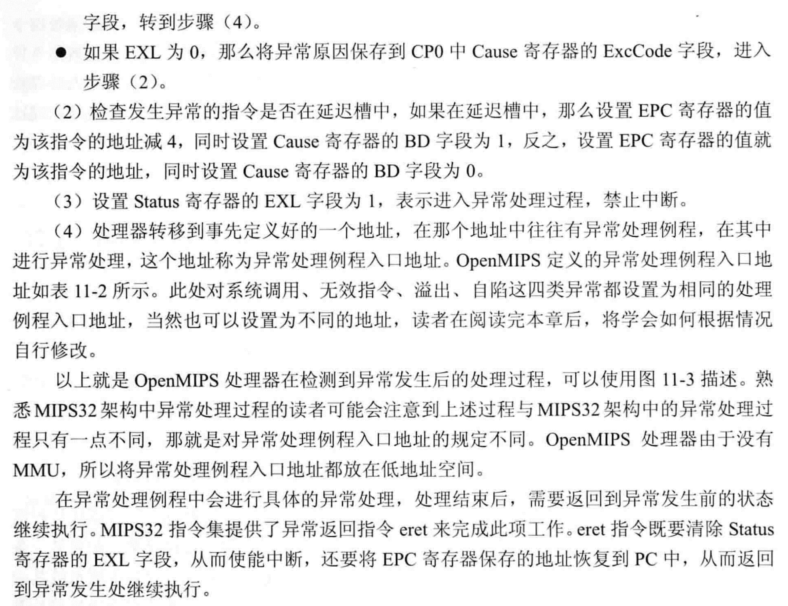 字段，转到步骤（4）。
● 如果 EXL 为 0，那么将异常原因保存到 CP0 中 Cause 寄存器的 ExcCode 字段，进入
步骤（2）。
（2）检查发生异常的指令是否在延迟槽中，如果在延迟槽中，那么设置 EPC 寄存器的值
为该指令的地址减 4，同时设置 Cause 寄存器的 BD 字段为 1，反之，设置 EPC 寄存器的值就
为该指令的地址，同时设置 Cause 寄存器的 BD 字段为 0。
（3）设置 Status 寄存器的 EXL 字段为 1，表示进入异常处理过程，禁止中断。
（4）处理器转移到事先定义好的一个地址，在那个地址中往往有异常处理例程，在其中
进行异常处理，这个地址称为异常处理例程入口地址。OpenMIPS 定义的异常处理例程入口地
址如表 11-2 所示。此处对系统调用、无效指令、溢出、自陷这四类异常都设置为相同的处理
例程入口地址，当然也可以设置为不同的地址，读者在阅读完本章后，将学会如何根据情况
自行修改。
以上就是 OpenMIPS 处理器在检测到异常发生后的处理过程，可以使用图 11-3 描述。熟
悉 MIPS32 架构中异常处理过程的读者可能会注意到上述过程与 MIPS32 架构中的异常处理过
程只有一点不同，那就是对异常处理例程入口地址的规定不同。OpenMIPS 处理器由于没有
MMU，所以将异常处理例程入口地址都放在低地址空间。
在异常处理例程中会进行具体的异常处理，处理结束后，需要返回到异常发生前的状态
继续执行。MIPS32 指令集提供了异常返回指令 eret 来完成此项工作。eret 指令既要清除 Status
寄存器的 EXL 字段，从而使能中断，还要将 EPC 寄存器保存的地址恢复到 PC 中，从而返回
到异常发生处继续执行。